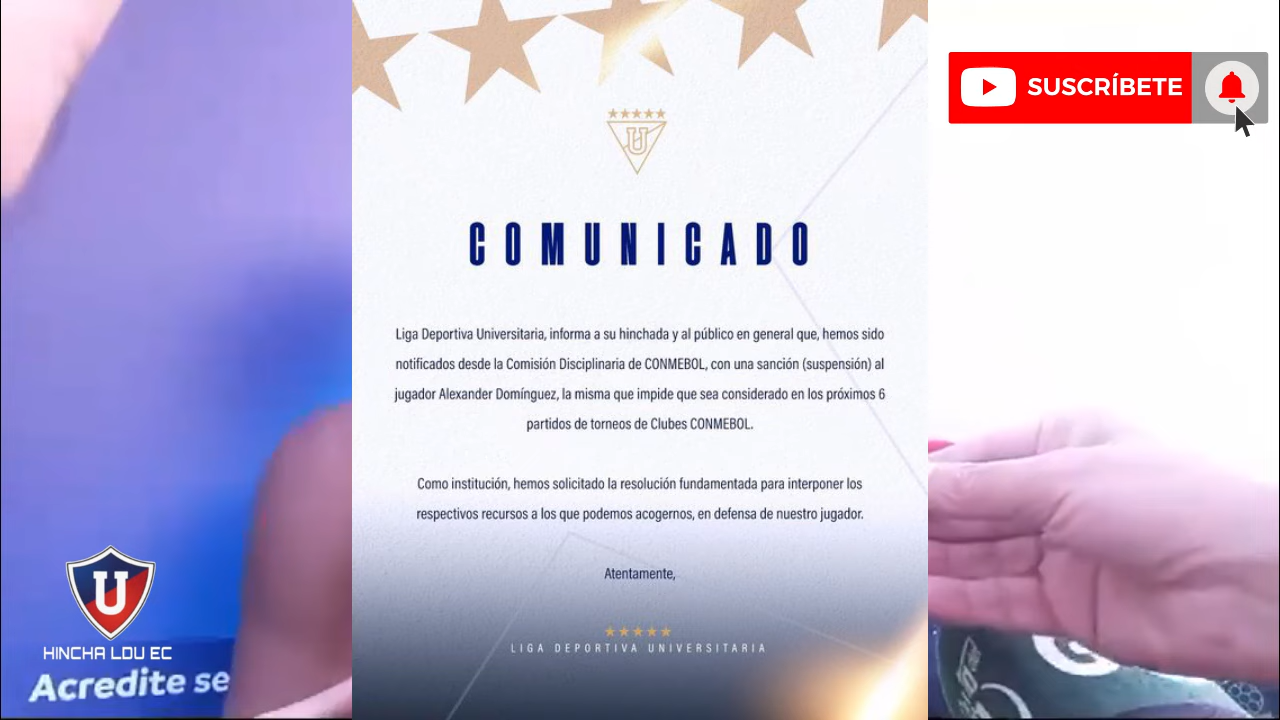 SUSCRÍBETE
U
COMUNICADO
Liga Deportiva Universitaria, informa a su hinchada y al público en general que, hemos sido
notificados desde la Comisión Disciplinaria de CONMEBOL, con una sanción (suspensión) al
jugador Alexander Domínguez, la misma que impide que sea considerado en los próximos 6
partidos de torneos de Clubes CONMEBOL.
Como institución, hemos solicitado la resolución fundamentada para interponer los
respectivos recursos a los que podemos acogernos, en defensa de nuestro jugador.
Atentamente,
LIGA DEPORTIVA UNIVERSITARIA
U
HINCHA LDU EC
Acredite se